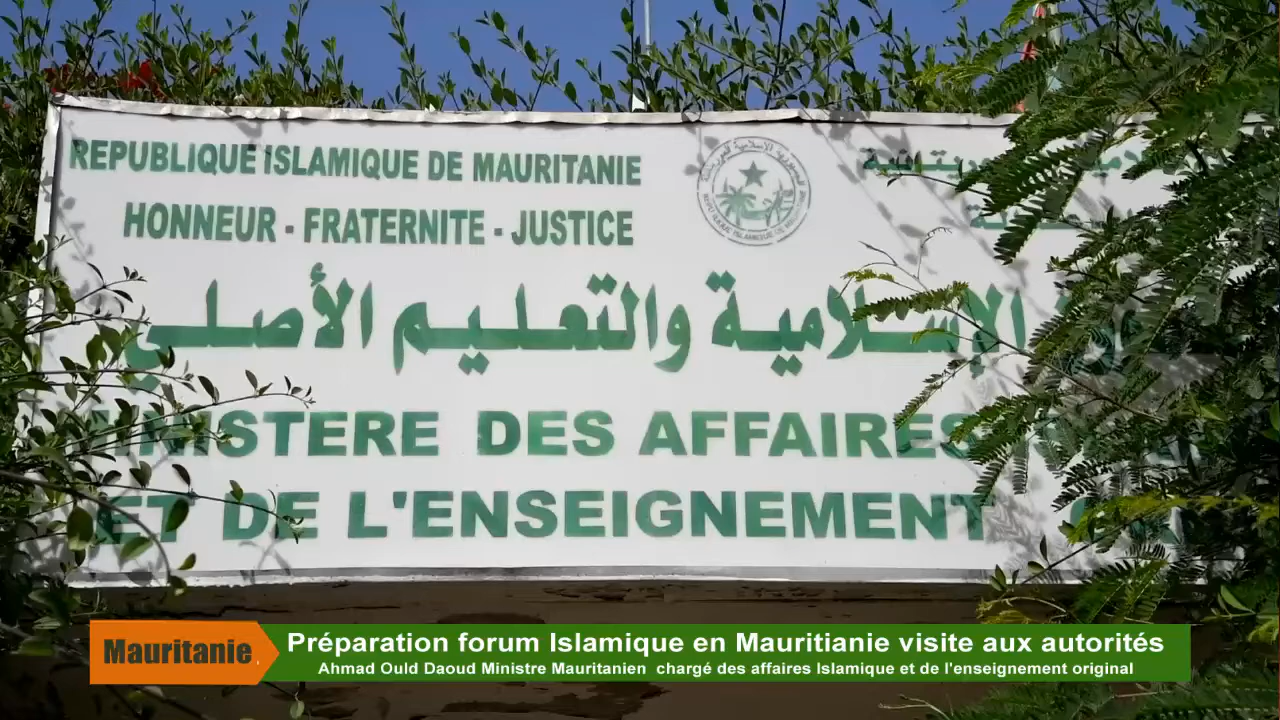 REPUBLIQUE ISLAMIQUE DE MAURITANIE
HONNEUR - FRATERNITE - JUSTICE
الإسلامية والتعليم الأصلي
MINISTERE DES AFFAIRES
ET DE L'ENSEIGNEMENT
Mauritanie
Préparation forum Islamique en Mauritianie visite aux autorités
Ahmad Ould Daoud Ministre Mauritanien chargé des affaires Islamique et de l'enseignement original